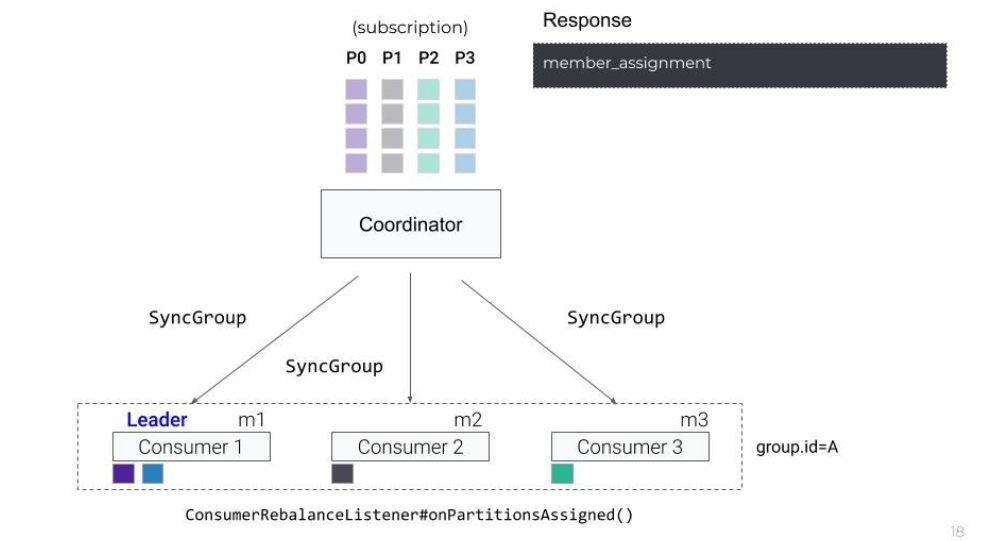 (subscription)
P0 P1 P2 P3
Response
member_assignment
Coordinator
SyncGroup
SyncGroup
SyncGroup
Leader m1
Consumer 1
m2
Consumer 2
m3
Consumer 3
group.id=A
ConsumerRebalanceListener#onPartitionsAssigned()
18